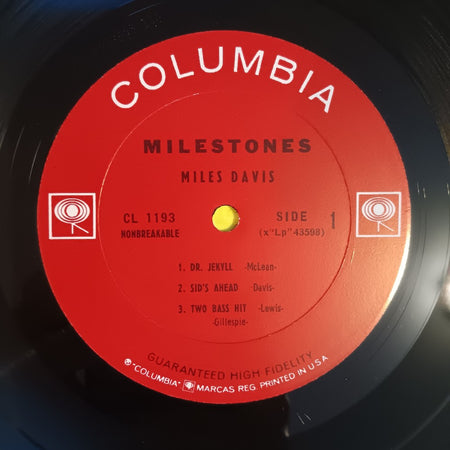 COLUMBIA
MILESTONES
MILES DAVIS
CL 1193 SIDE 1
NONBREAKABLE (x"Lp"43598)
1. DR. JEKYLL -McLean-
2. SID'S AHEAD -Davis-
3. TWO BASS HIT -Lewis-
-Gillespie-
GUARANTEED HIGH FIDELITY
"COLUMBIA" MARCAS REG. PRINTED IN U.S.A.